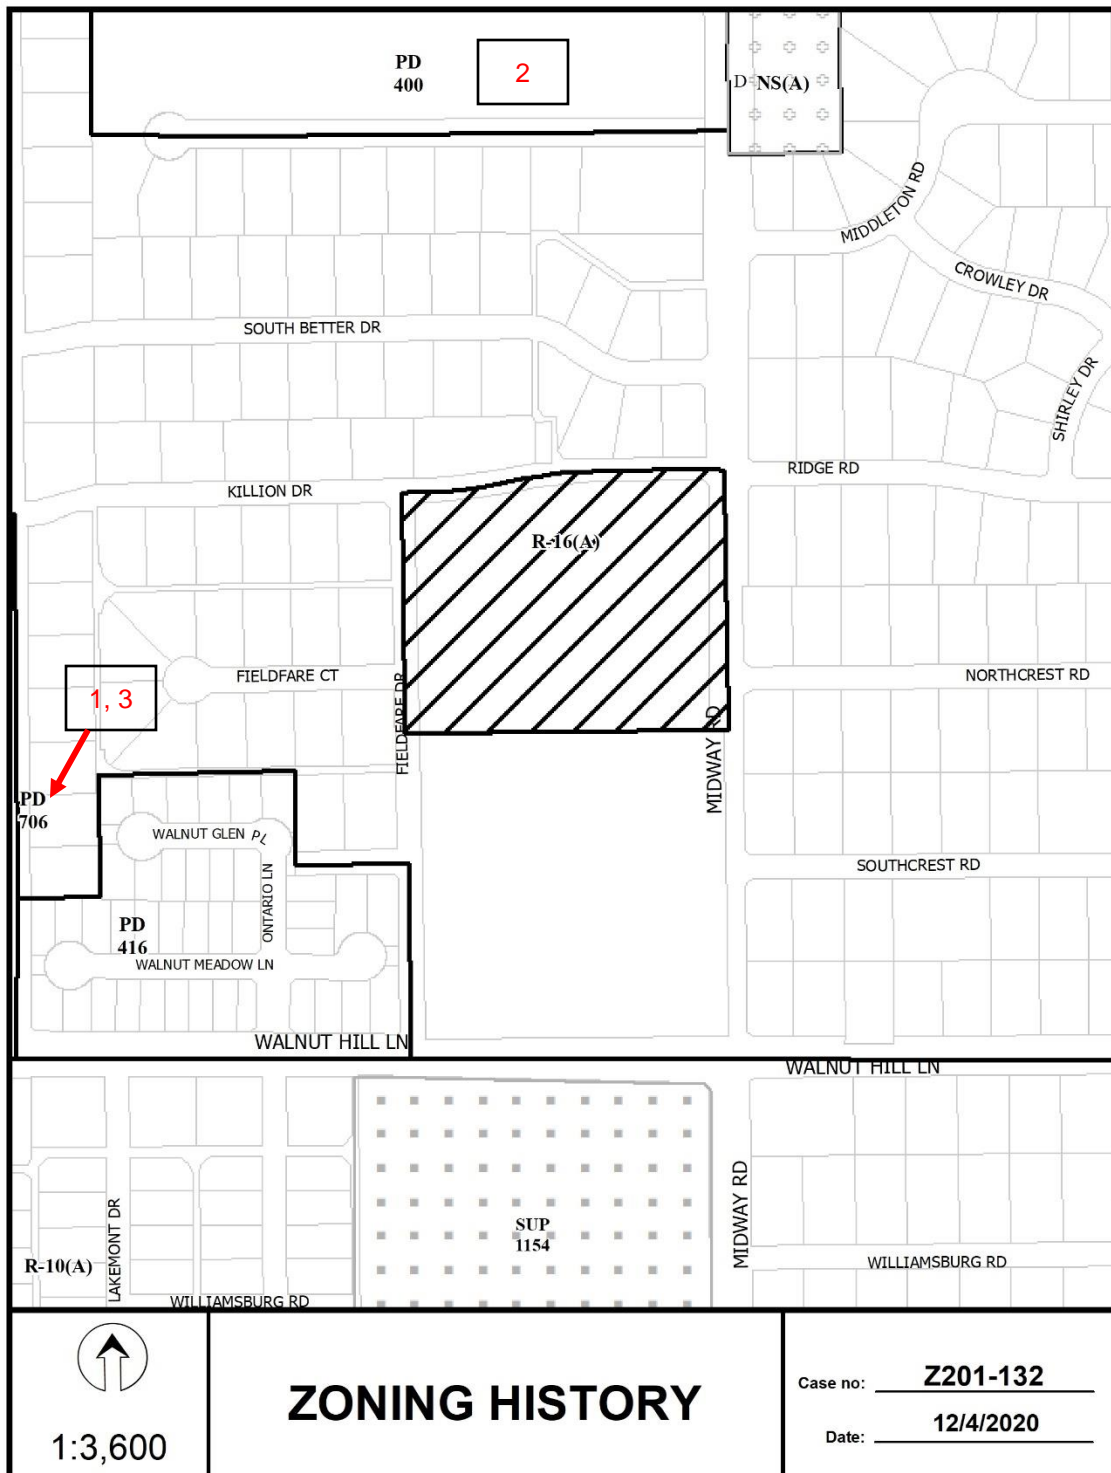 PD
400
2
D NS(A)
MIDDLETON RD
CROWLEY DR
SOUTH BETTER DR
SHIRLEY DR
RIDGE RD
KILLION DR
R-16(A)
FIELDFARE CT
1, 3
NORTHCREST RD
FIELDFARE DR
MIDWAY RD
PD
706
WALNUT GLEN PL
SOUTHCREST RD
ONTARIO LN
PD
416
WALNUT MEADOW LN
WALNUT HILL LN
WALNUT HILL LN
LAKEMONT DR
MIDWAY RD
SUP
1154
R-10(A)
WILLIAMSBURG RD
WILLIAMSBURG RD
1:3,600
ZONING HISTORY
Case no: Z201-132
Date: 12/4/2020